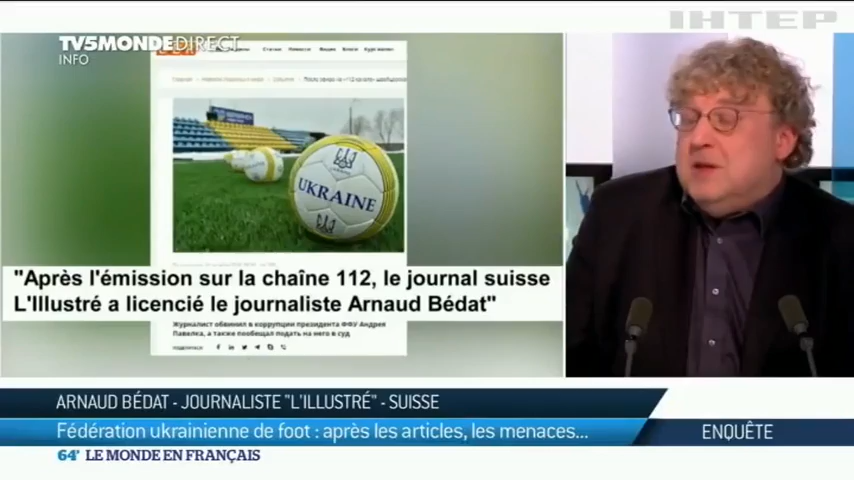 TV5MONDE DIRECT
INFO
ІНТЕР
UKRAINE
"Après l'émission sur la chaîne 112, le journal suisse
L'Illustré a licencié le journaliste Arnaud Bédat"
Журналист обвинил в коррупции президента ФФУ Андрея
Павелка, а также пообещал подать на него в суд
ARNAUD BÉDAT - JOURNALISTE "L'ILLUSTRÉ" - SUISSE
Fédération ukrainienne de foot : après les articles, les menaces...
ENQUÊTE
64' LE MONDE EN FRANÇAIS